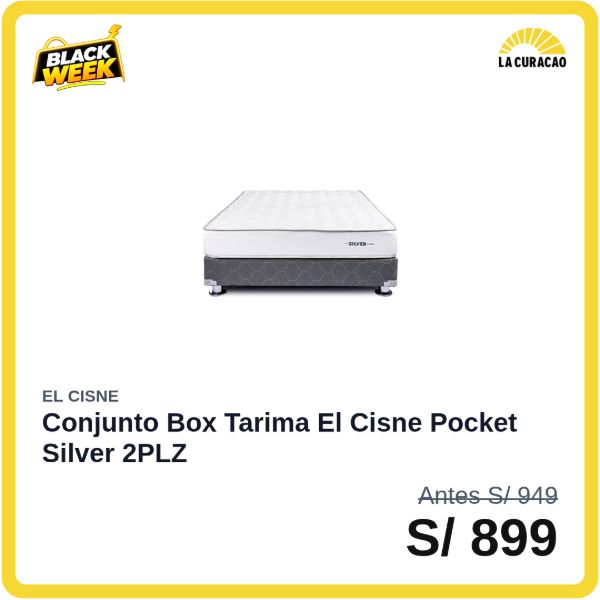 BLACK
WEEK
LA CURACAO
SILVER
EL CISNE
Conjunto Box Tarima El Cisne Pocket
Silver 2PLZ
Antes S/ 949
S/ 899